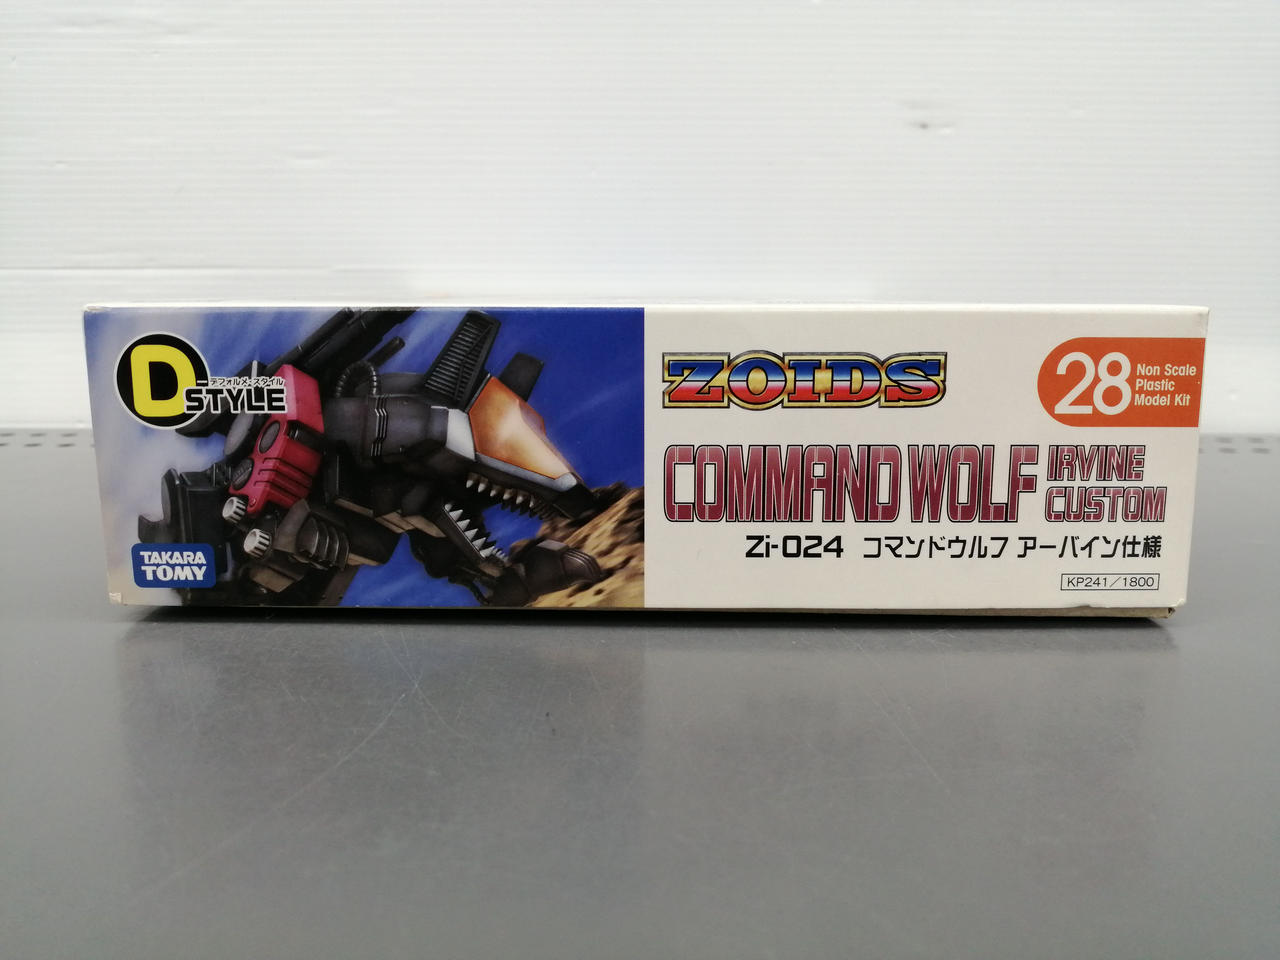 D
デフォルメ・スタイル
STYLE
TAKARA
TOMY
ZOIDS
28
Non Scale
Plastic
Model Kit
COMMAND WOLF
IRVINE
CUSTOM
Zi-024 コマンドウルフ アーバイン仕様
KP241/1800